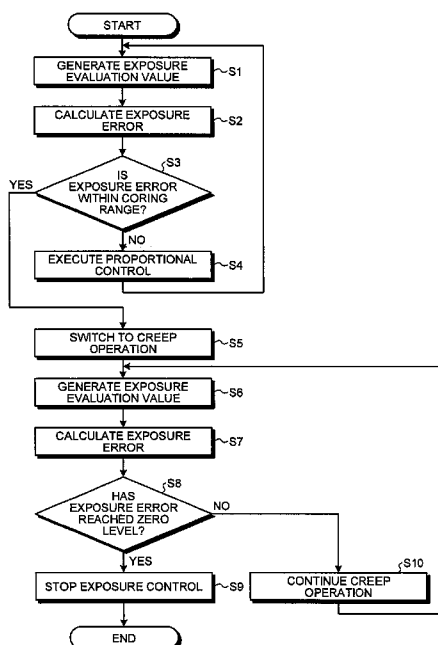 START
GENERATE EXPOSURE
EVALUATION VALUE
S1
CALCULATE EXPOSURE
ERROR
S2
S3
YES
IS
EXPOSURE ERROR
WITHIN CORING
RANGE?
NO
EXECUTE PROPORTIONAL
CONTROL
S4
SWITCH TO CREEP
OPERATION
S5
GENERATE EXPOSURE
EVALUATION VALUE
S6
CALCULATE EXPOSURE
ERROR
S7
S8
HAS
EXPOSURE ERROR
REACHED ZERO
LEVEL?
NO
YES
STOP EXPOSURE CONTROL
S9
S10
CONTINUE CREEP
OPERATION
END